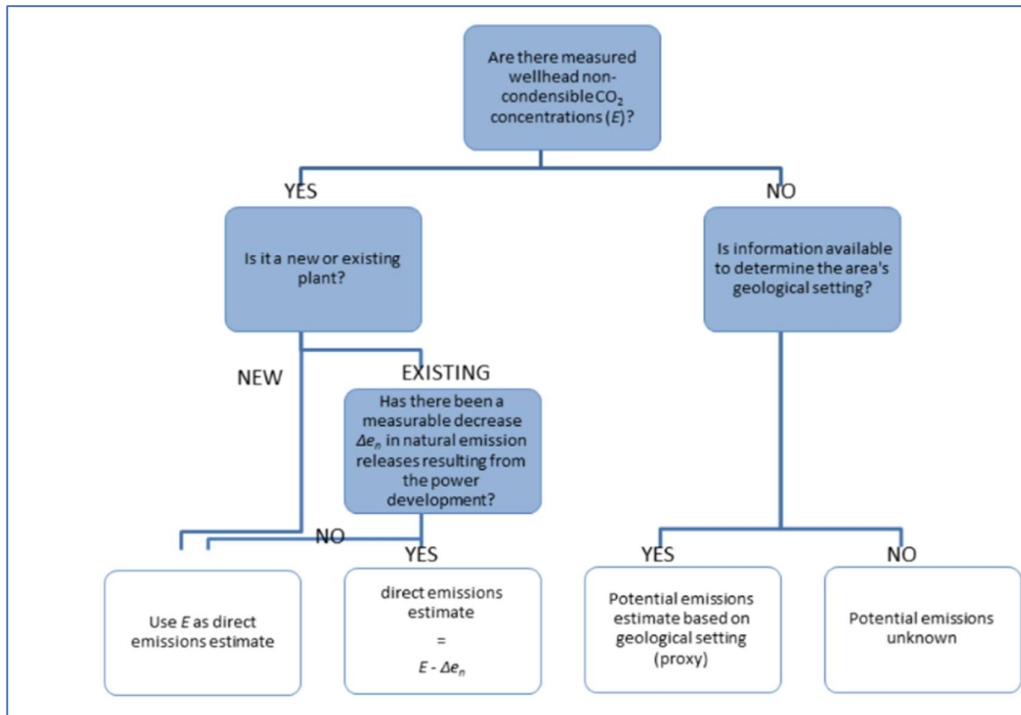 Are there measured
wellhead non-
condensible CO₂
concentrations (E)?
YES
NO
Is it a new or existing
plant?
Is information available
to determine the area's
geological setting?
NEW
EXISTING
Has there been a
measurable decrease
Δeₙ in natural emission
releases resulting from
the power
development?
NO
YES
YES
NO
Use E as direct
emissions estimate
direct emissions
estimate
=
E - Δeₙ
Potential emissions
estimate based on
geological setting
(proxy)
Potential emissions
unknown